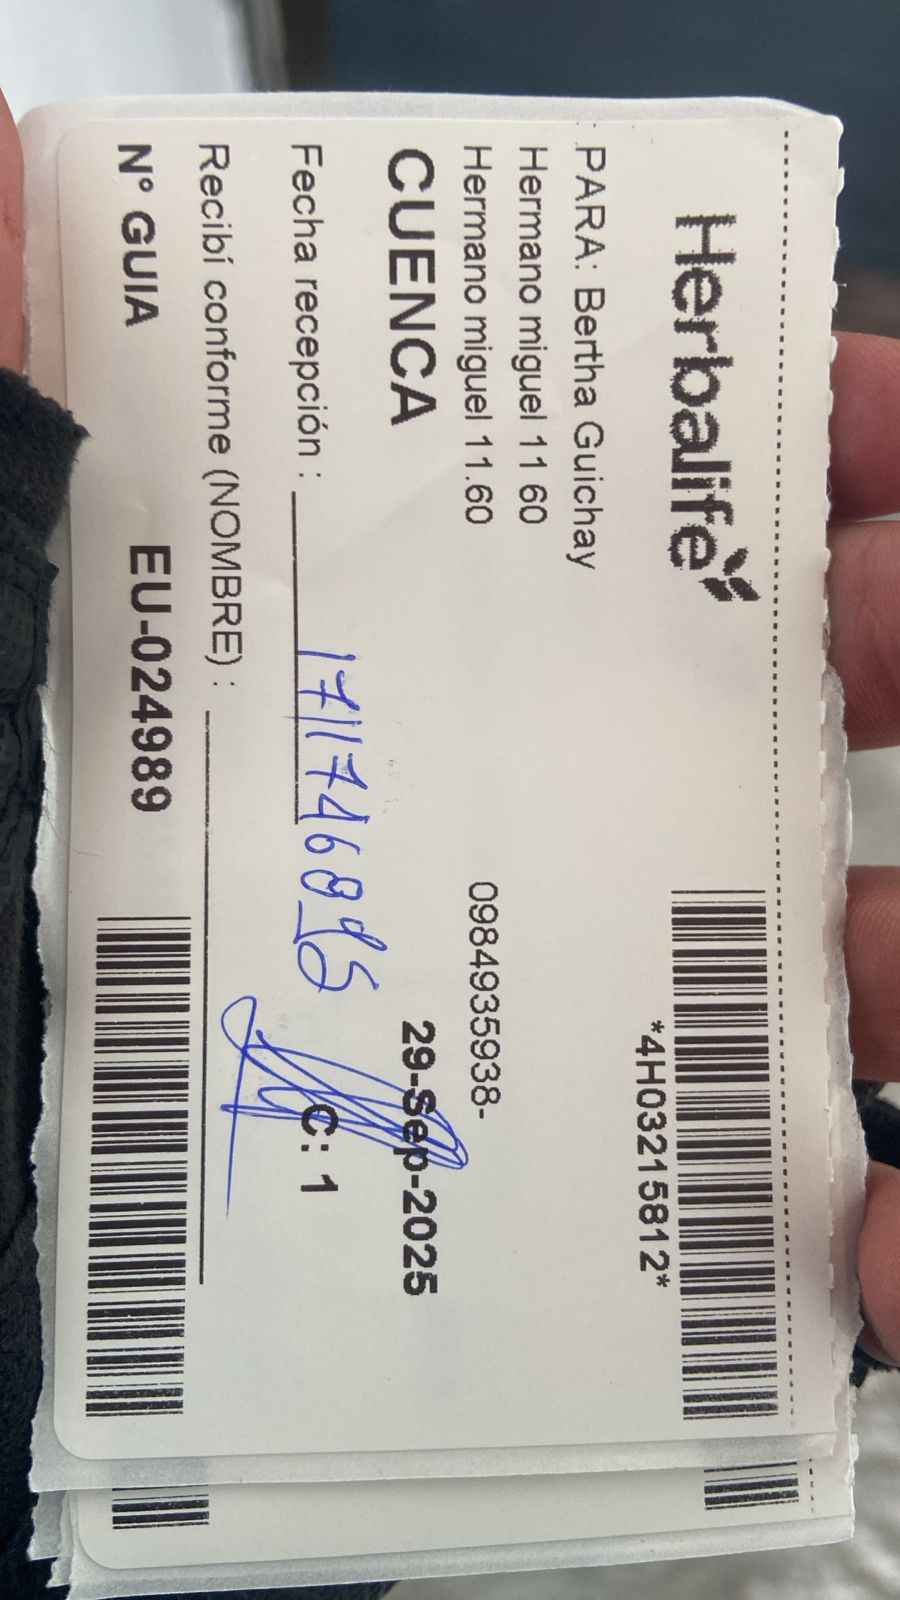 Herbalife
*4H03215812*
PARA: Bertha Guichay
Hermano miguel 11 60
Hermano miguel 11.60
0984935938-
CUENCA
29-Sep-2025
Fecha recepción :
C: 1
Recibí conforme (NOMBRE) :
N° GUIA EU-024989